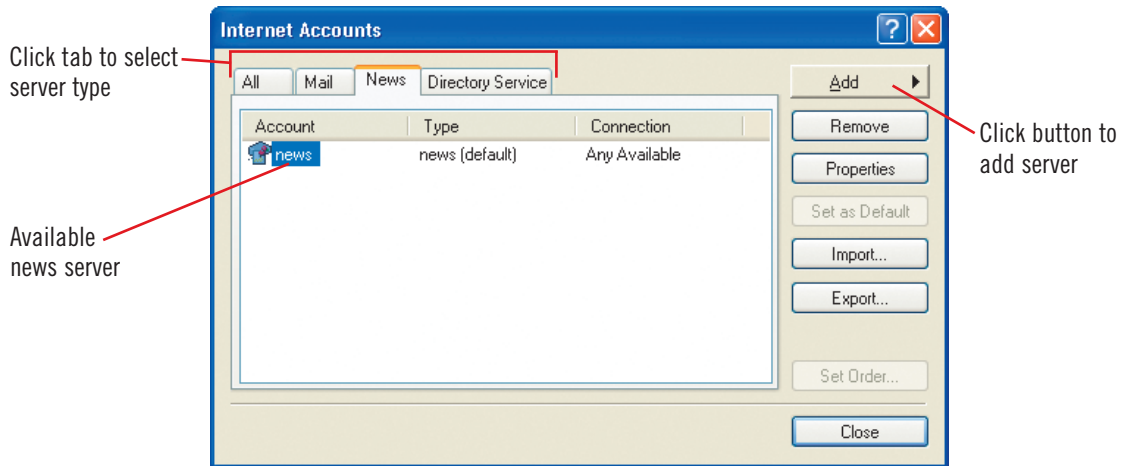 Internet Accounts
Click tab to select
server type
All Mail News Directory Service
Add
Account Type Connection
Remove
news news (default) Any Available
Click button to
add server
Properties
Set as Default
Available
news server
Import...
Export...
Set Order...
Close